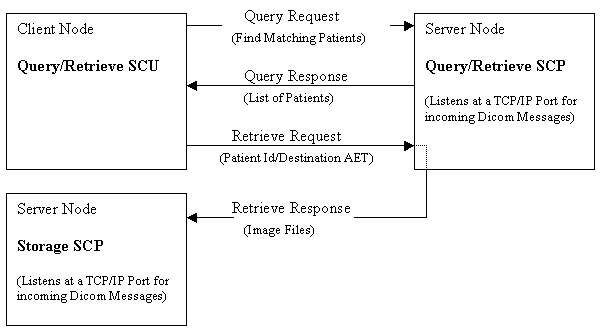 Client Node
Query/Retrieve SCU
Query Request
(Find Matching Patients)
Query Response
(List of Patients)
Retrieve Request
(Patient Id/Destination AET)
Server Node
Query/Retrieve SCP
(Listens at a TCP/IP Port for
incoming Dicom Messages)
Server Node
Storage SCP
(Listens at a TCP/IP Port for
incoming Dicom Messages)
Retrieve Response
(Image Files)